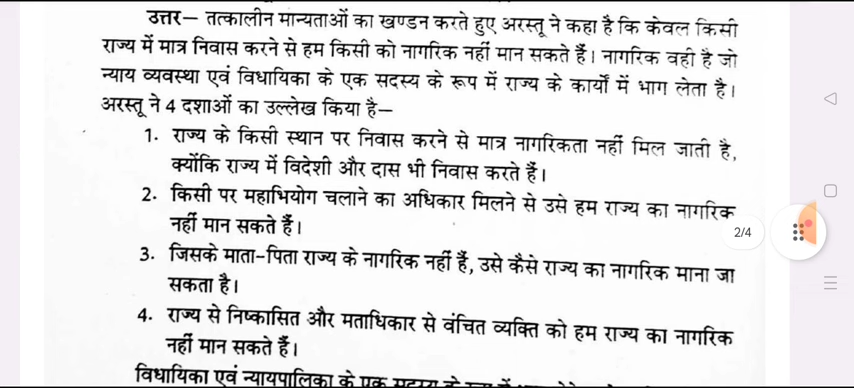 उत्तर— तत्कालीन मान्यताओं का खण्डन करते हुए अरस्तू ने कहा है कि केवल किसी
राज्य में मात्र निवास करने से हम किसी को नागरिक नहीं मान सकते हैं। नागरिक वही है जो
न्याय व्यवस्था एवं विधायिका के एक सदस्य के रूप में राज्य के कार्यों में भाग लेता है।
अरस्तू ने 4 दशाओं का उल्लेख किया है—
1. राज्य के किसी स्थान पर निवास करने से मात्र नागरिकता नहीं मिल जाती है,
क्योंकि राज्य में विदेशी और दास भी निवास करते हैं।
2. किसी पर महाभियोग चलाने का अधिकार मिलने से उसे हम राज्य का नागरिक
नहीं मान सकते हैं।
2/4
3. जिसके माता-पिता राज्य के नागरिक नहीं हैं, उसे कैसे राज्य का नागरिक माना जा
सकता है।
4. राज्य से निष्कासित और मताधिकार से वंचित व्यक्ति को हम राज्य का नागरिक
नहीं मान सकते हैं।
विधायिका एवं न्यायपालिका के एक सदस्य के रूप में